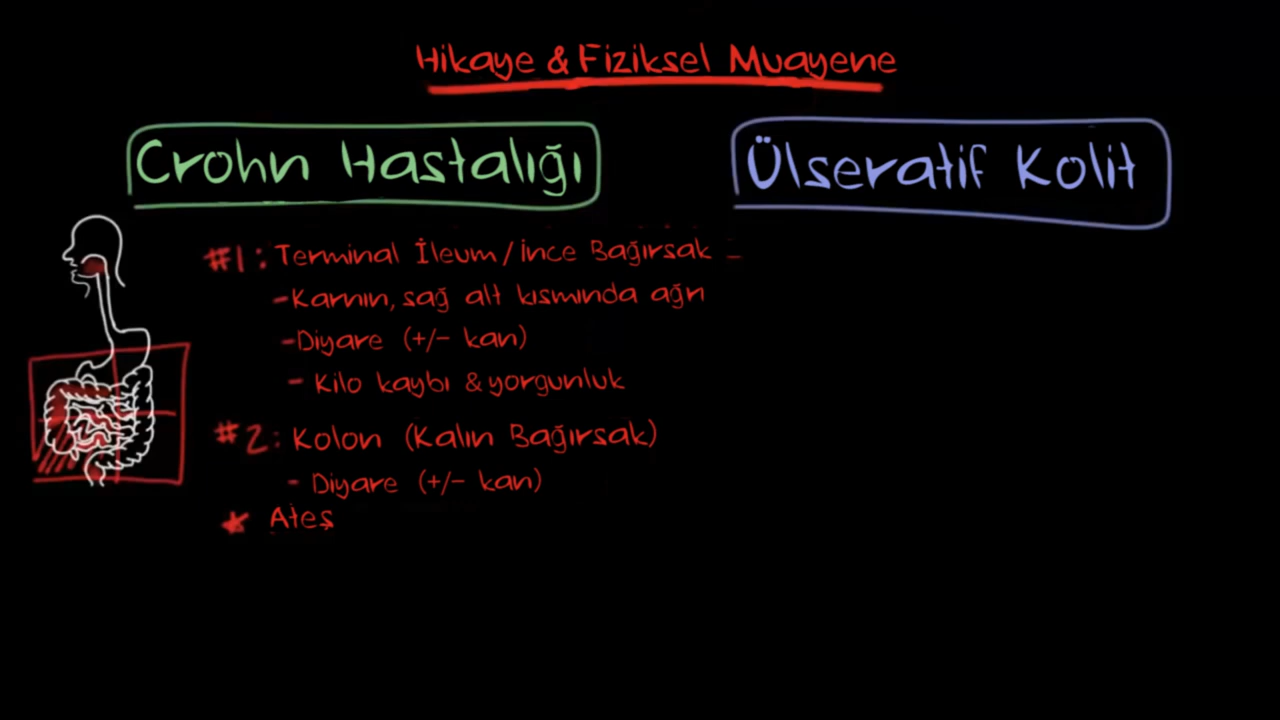 Hikaye & Fiziksel Muayene
Crohn Hastalığı
Ülseratif Kolit
#1: Terminal İleum/İnce Bağırsak
-Karnın, sağ alt kısmında ağrı
-Diyare (+/- kan)
- Kilo kaybı & yorgunluk
#2: Kolon (Kalın Bağırsak)
- Diyare (+/- kan)
* Ateş